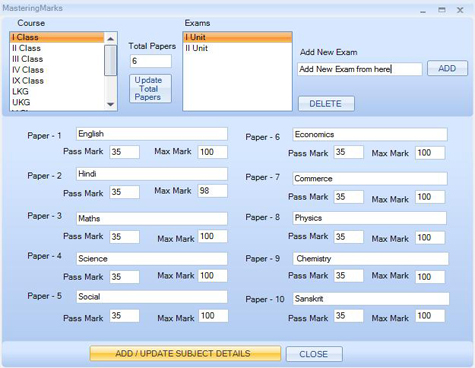 MasteringMarks
Course
I Class
II Class
III Class
IV Class
IX Class
LKG
UKG
Total Papers
6
Update
Total
Papers
Exams
I Unit
II Unit
Add New Exam
Add New Exam from here
ADD
DELETE
Paper - 1 English
Pass Mark 35 Max Mark 100
Paper - 2 Hindi
Pass Mark 35 Max Mark 98
Paper - 3 Maths
Pass Mark 35 Max Mark 100
Paper - 4 Science
Pass Mark 35 Max Mark 100
Paper - 5 Social
Pass Mark 35 Max Mark 100
Paper - 6 Economics
Pass Mark 35 Max Mark 100
Paper - 7 Commerce
Pass Mark 35 Max Mark 100
Paper - 8 Physics
Pass Mark 35 Max Mark 100
Paper - 9 Chemistry
Pass Mark 35 Max Mark 100
Paper - 10 Sanskrit
Pass Mark 35 Max Mark 100
ADD / UPDATE SUBJECT DETAILS
CLOSE